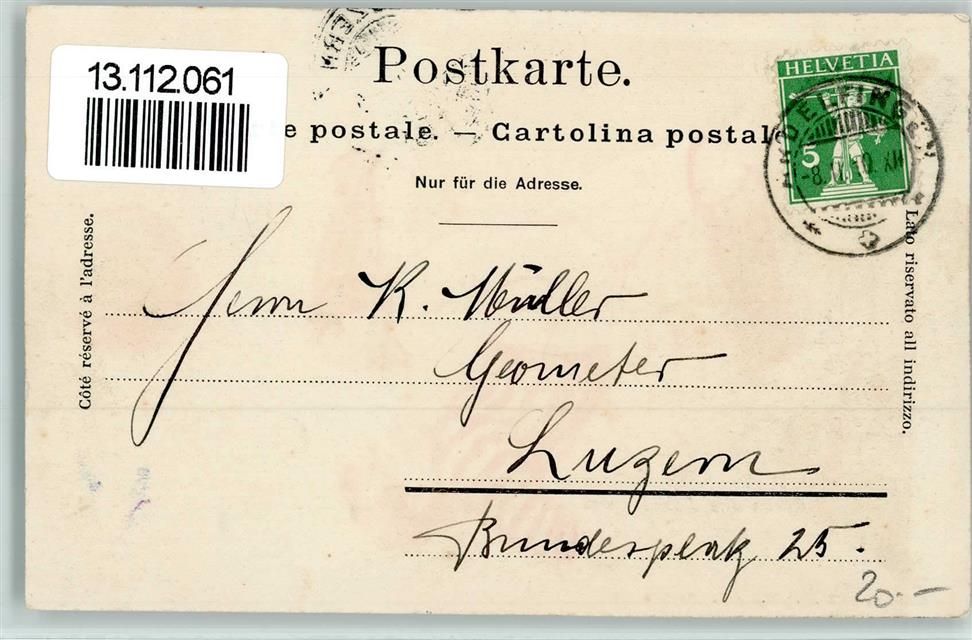 13.112.061
Postkarte.
e postale. — Cartolina postale
Nur für die Adresse.
HELVETIA
5
ANDELFINGEN
Côté réservé à l'adresse.
Lato riservato all indirizzo.
Herrn K. Müller
Geometer
Luzern
Bundesplatz 25.
20.—